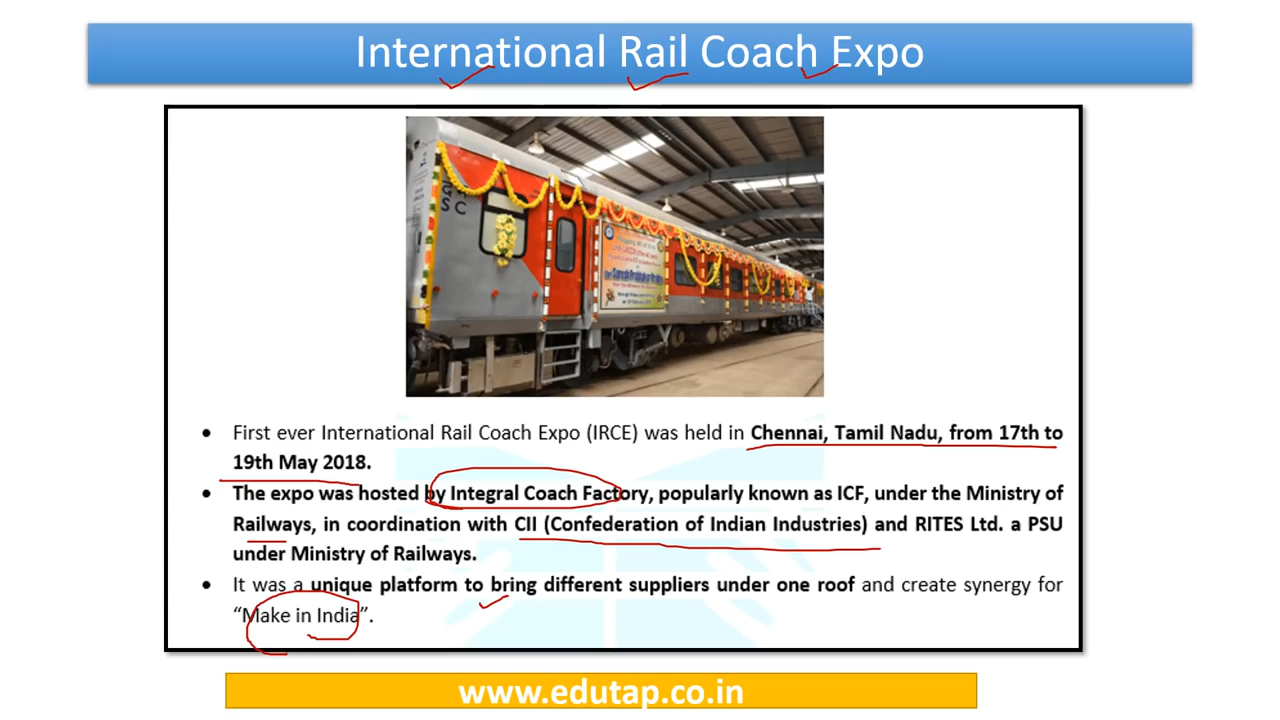 International Rail Coach Expo
S C
• First ever International Rail Coach Expo (IRCE) was held in Chennai, Tamil Nadu, from 17th to
19th May 2018.
• The expo was hosted by Integral Coach Factory, popularly known as ICF, under the Ministry of
Railways, in coordination with CII (Confederation of Indian Industries) and RITES Ltd. a PSU
under Ministry of Railways.
• It was a unique platform to bring different suppliers under one roof and create synergy for
“Make in India”.
www.edutap.co.in